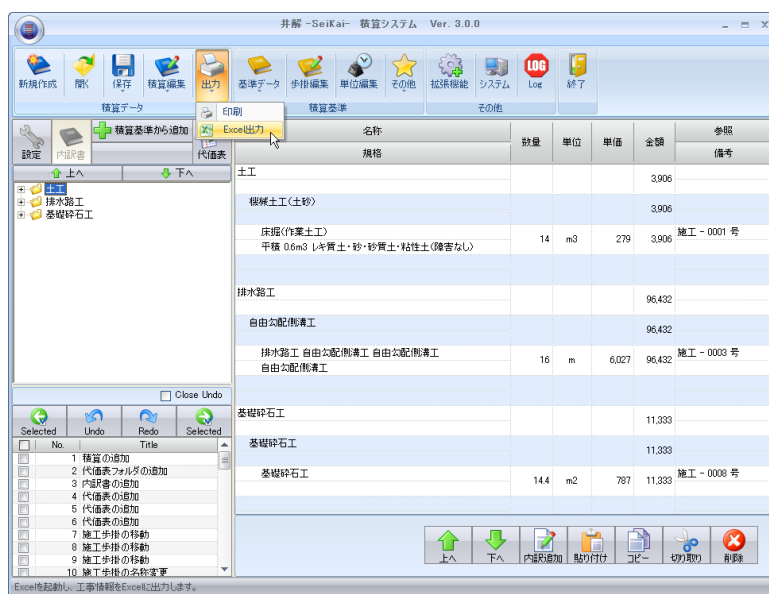 井解 -SeiKai- 積算システム Ver. 3.0.0
新規作成 開く 保存 積算編集 出力 基準データ 歩掛編集 単位編集 その他 拡張機能 システム Log 終了
LOG
積算データ 積算基準 その他
印刷
Excel出力
設定 内訳書 積算基準から追加 代価表
上へ 下へ
土工
排水路工
基礎砕石工
名称 数量 単位 単価 金額 参照
規格 備考
土工 3,906
機械土工(土砂) 3,906
床掘(作業土工)
平積 0.6m3 レキ質土・砂・砂質土・粘性土(障害なし) 14 m3 279 3,906 施工 - 0001 号
排水路工 96,432
自由勾配側溝工 96,432
排水路工 自由勾配側溝工 自由勾配側溝工
自由勾配側溝工 16 m 6,027 96,432 施工 - 0003 号
基礎砕石工 11,333
基礎砕石工 11,333
基礎砕石工 14.4 m2 787 11,333 施工 - 0008 号
Close Undo
Selected Undo Redo Selected
No. Title
1 積算の追加
2 代価表フォルダの追加
3 内訳書の追加
4 代価表の追加
5 代価表の追加
6 代価表の追加
7 施工歩掛の移動
8 施工歩掛の移動
9 施工歩掛の移動
10 施工歩掛の名称変更
上へ 下へ 内訳追加 貼り付け コピー 切り取り 削除
Excelを起動し、工事情報をExcelに出力します。